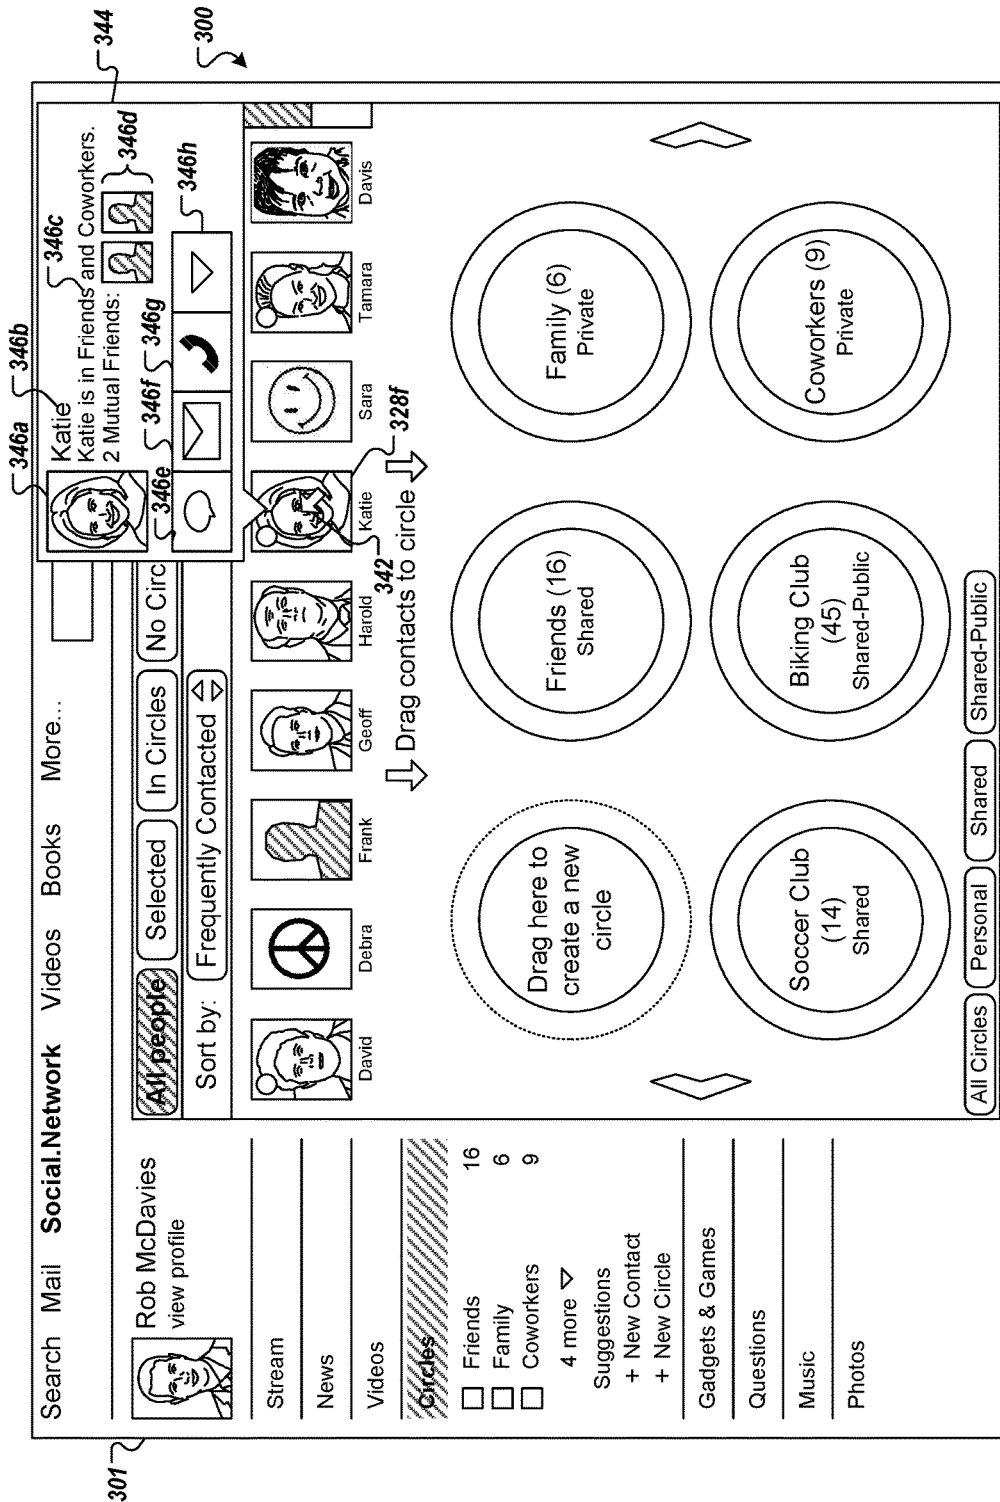 300
301
344
Search Mail Social.Network Videos Books More...
346a
346b
346c
346d
346e
346f
346g
346h
Katie
Katie is in Friends and Coworkers.
2 Mutual Friends:
Rob McDavies
view profile
All people Selected In Circles No Circ
Sort by: Frequently Contacted
David Debra Frank Geoff Harold Katie Sara Tamara Davis
342
328f
Drag contacts to circle
Stream
News
Videos
Circles
Friends 16
Family 6
Coworkers 9
4 more
Suggestions
+ New Contact
+ New Circle
Gadgets & Games
Questions
Music
Photos
Drag here to
create a new
circle
Friends (16)
Shared
Family (6)
Private
Soccer Club
(14)
Shared
Biking Club
(45)
Shared-Public
Coworkers (9)
Private
All Circles Personal Shared Shared-Public